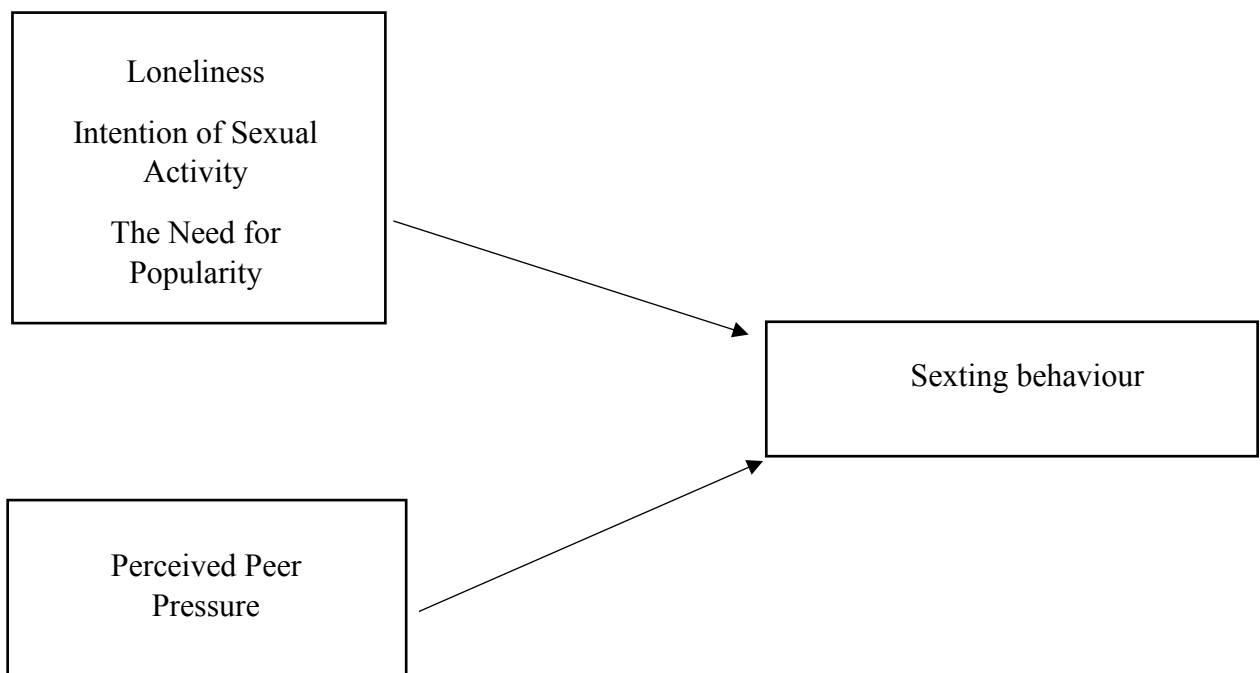 Loneliness
Intention of Sexual
Activity
The Need for
Popularity
Sexting behaviour
Perceived Peer
Pressure